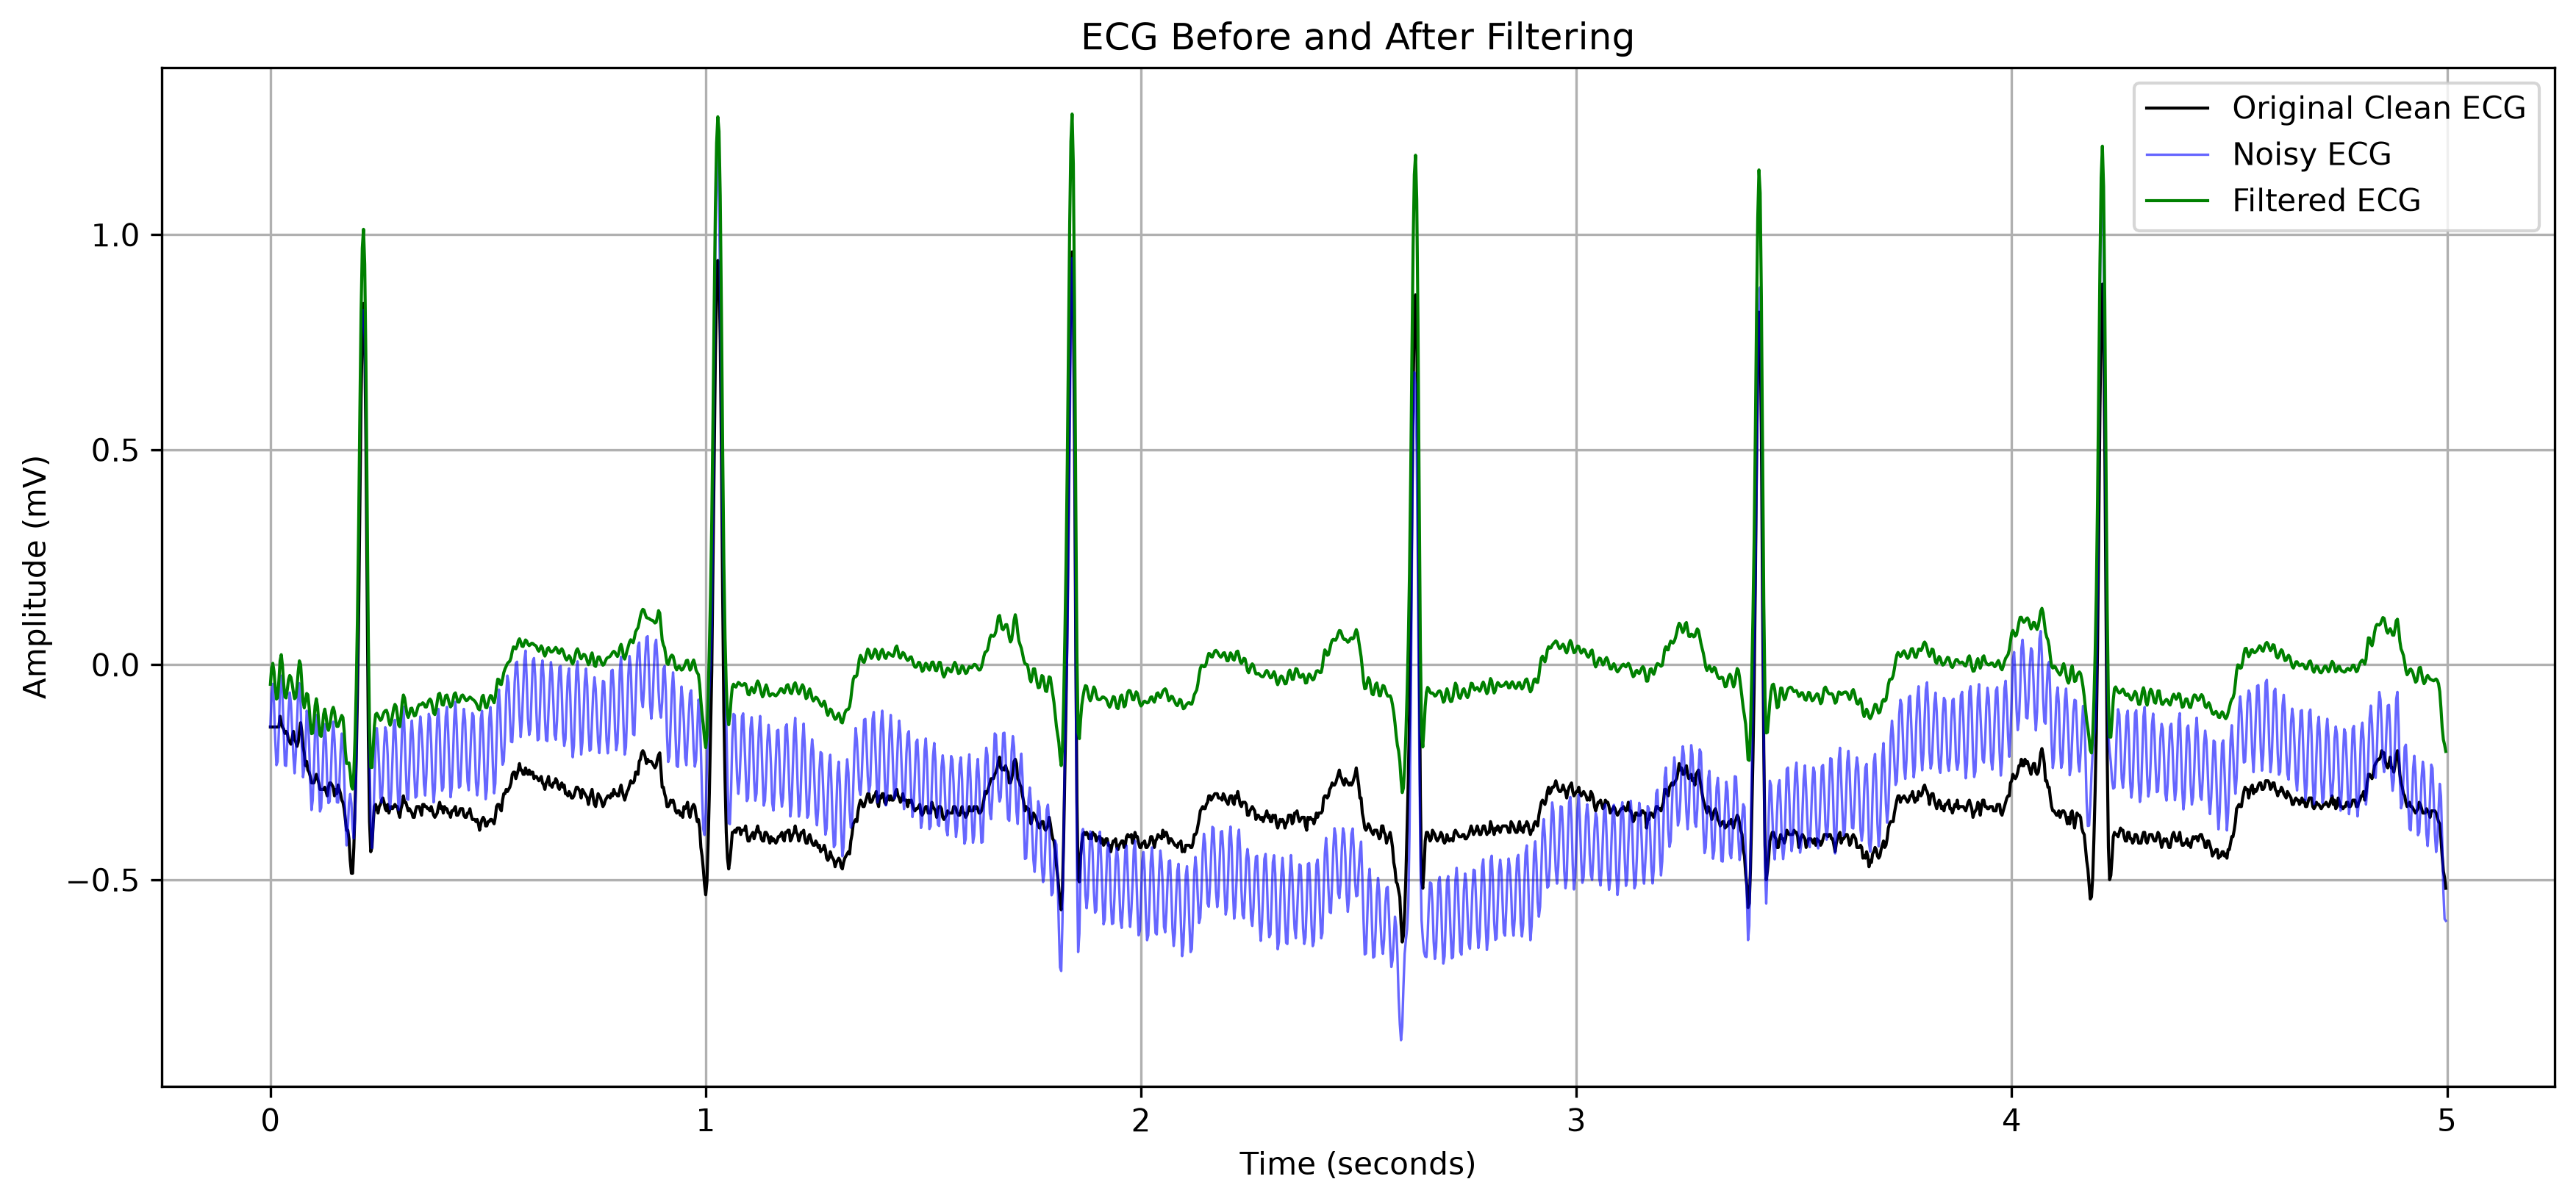 ECG Before and After Filtering
Original Clean ECG
Noisy ECG
Filtered ECG
Amplitude (mV)
1.0
0.5
0.0
−0.5
0 1 2 3 4 5
Time (seconds)